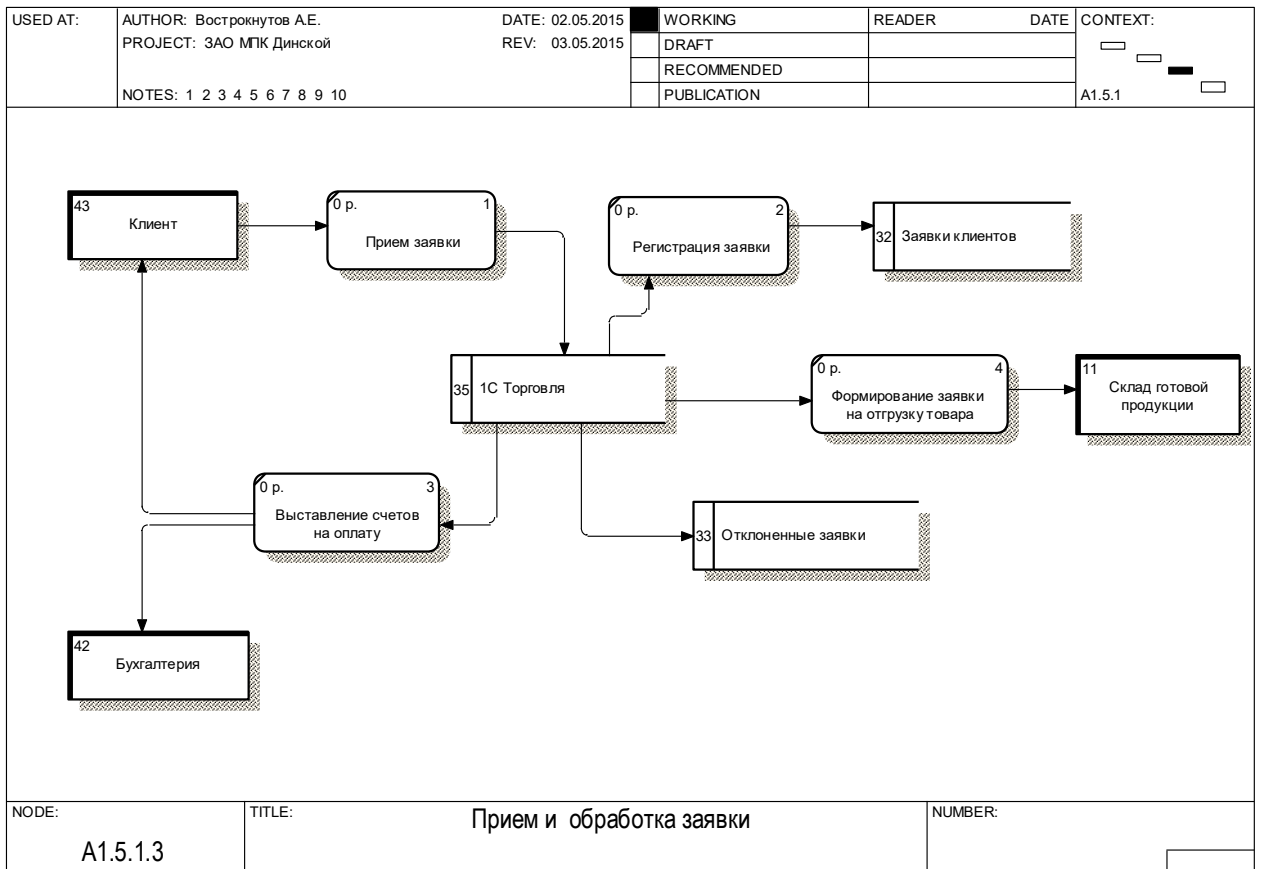 USED AT:
AUTHOR: Вострокнутов А.Е.
DATE: 02.05.2015
PROJECT: ЗАО МПК Динской
REV: 03.05.2015
NOTES: 1 2 3 4 5 6 7 8 9 10
WORKING
DRAFT
RECOMMENDED
PUBLICATION
READER
DATE
CONTEXT:
A1.5.1
43
Клиент
0 р.
1
Прием заявки
0 р.
2
Регистрация заявки
32
Заявки клиентов
35
1С Торговля
0 р.
4
Формирование заявки
на отгрузку товара
11
Склад готовой
продукции
0 р.
3
Выставление счетов
на оплату
33
Отклоненные заявки
42
Бухгалтерия
NODE:
A1.5.1.3
TITLE:
Прием и обработка заявки
NUMBER: